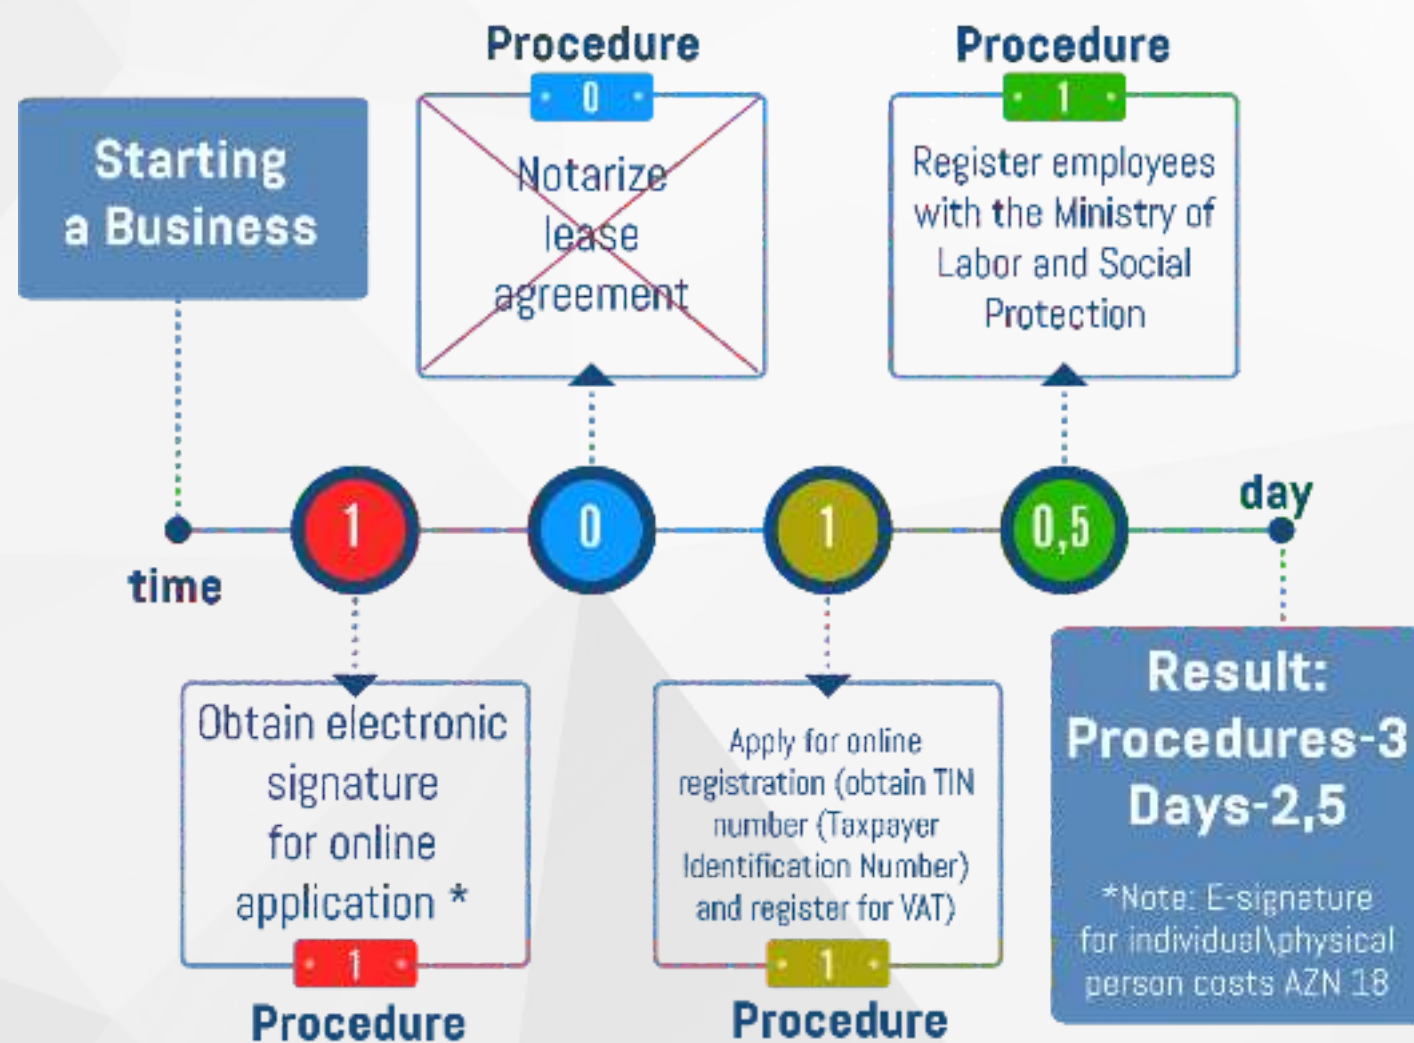 Starting
a Business
Procedure
0
Notarize
lease
agreement
Procedure
1
Register employees
with the Ministry of
Labor and Social
Protection
time
1
0
1
0,5
day
Obtain electronic
signature
for online
application *
1
Procedure
Apply for online
registration (obtain TIN
number (Taxpayer
Identification Number)
and register for VAT)
1
Procedure
Result:
Procedures-3
Days-2,5
*Note: E-signature
for individual\physical
person costs AZN 18